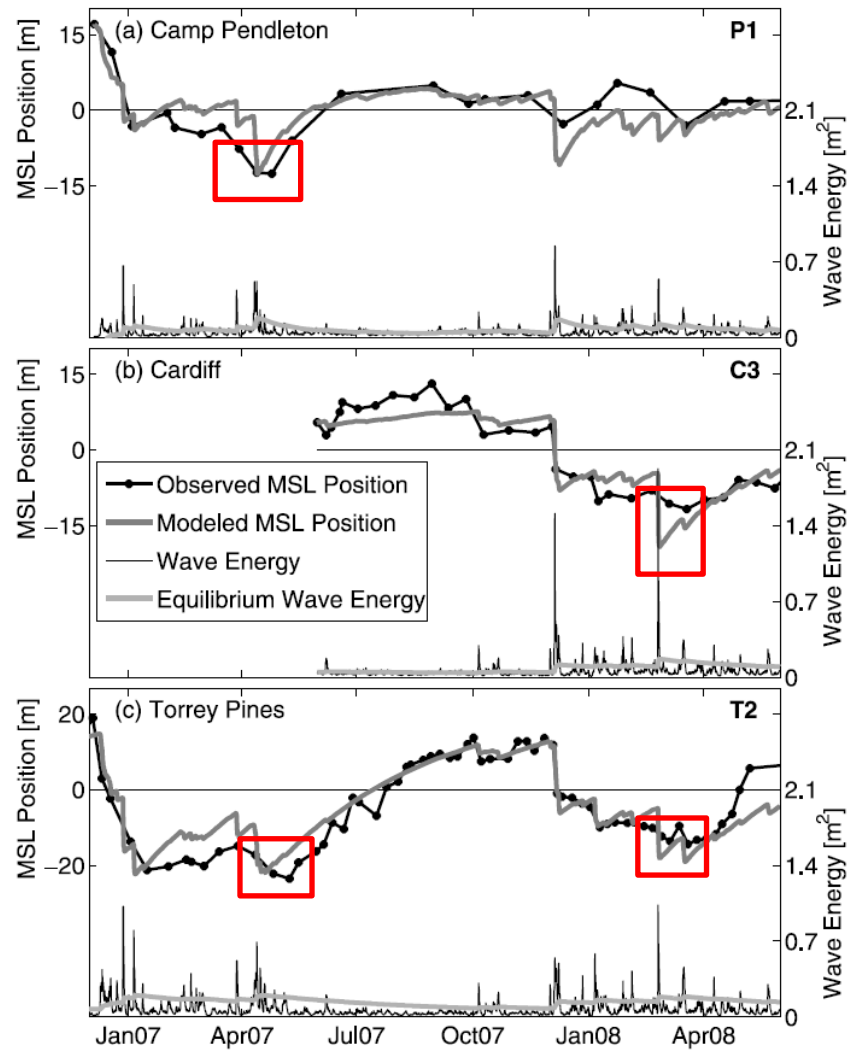 (a) Camp Pendleton P1
MSL Position [m]
15
0
−15
2.1
1.4
0.7
0
Wave Energy [m²]
(b) Cardiff C3
MSL Position [m]
15
0
−15
2.1
1.4
0.7
0
Wave Energy [m²]
Observed MSL Position
Modeled MSL Position
Wave Energy
Equilibrium Wave Energy
(c) Torrey Pines T2
MSL Position [m]
20
0
−20
2.1
1.4
0.7
0
Wave Energy [m²]
Jan07 Apr07 Jul07 Oct07 Jan08 Apr08